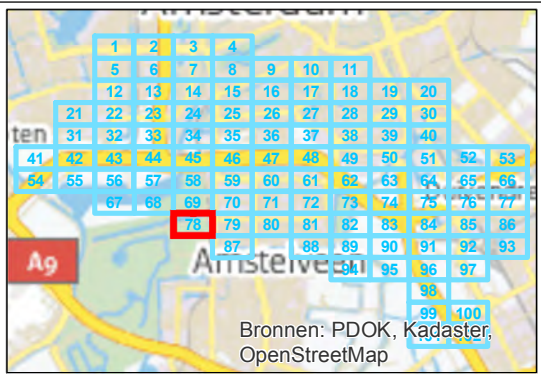 Amsterdam
1 2 3 4
5 6 7 8 9 10 11
12 13 14 15 16 17 18 19 20
21 22 23 24 25 26 27 28 29 30
ten 31 32 33 34 35 36 37 38 39 40
41 42 43 44 45 46 47 48 49 50 51 52 53
54 55 56 57 58 59 60 61 62 63 64 65 66
67 68 69 70 71 72 73 74 75 76 77
78 79 80 81 82 83 84 85 86
87 88 89 90 91 92 93
A9 Amstelveen 94 95 96 97
98
99 100
Bronnen: PDOK, Kadaster,
OpenStreetMap